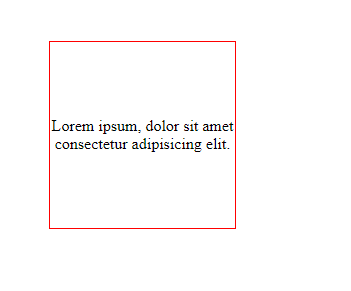 Lorem ipsum, dolor sit amet
consectetur adipisicing elit.